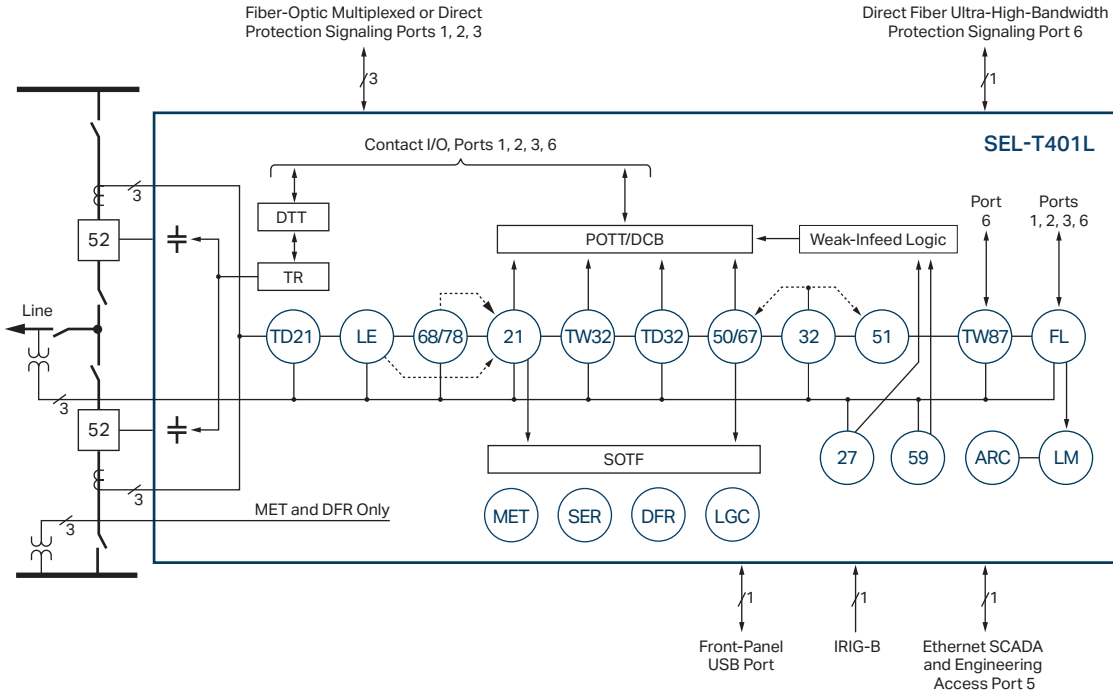 Fiber-Optic Multiplexed or Direct
Protection Signaling Ports 1, 2, 3
Direct Fiber Ultra-High-Bandwidth
Protection Signaling Port 6
3
1
SEL-T401L
Contact I/O, Ports 1, 2, 3, 6
3
DTT
Port
6
Ports
1, 2, 3, 6
52
POTT/DCB
Weak-Infeed Logic
TR
Line
TD21
LE
68/78
21
TW32
TD32
50/67
32
51
TW87
FL
3
52
27
59
ARC
LM
SOTF
3
MET and DFR Only
3
MET
SER
DFR
LGC
1
1
1
Front-Panel
USB Port
IRIG-B
Ethernet SCADA
and Engineering
Access Port 5